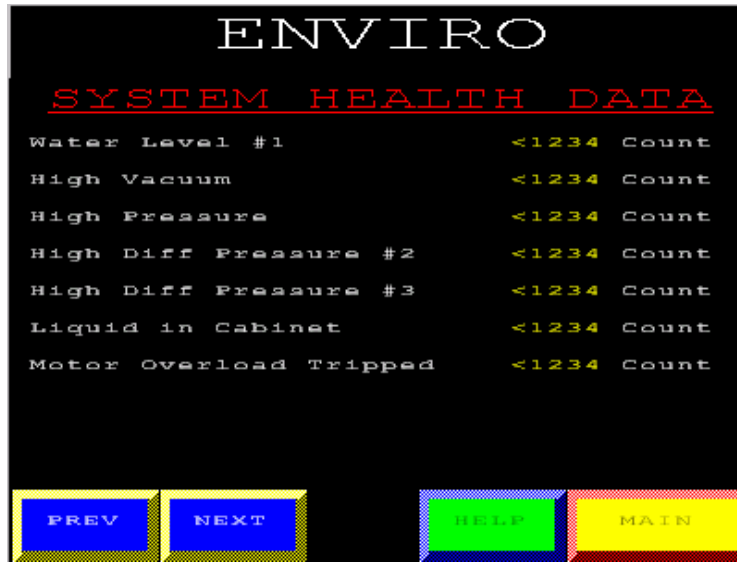 ENVIRO
SYSTEM HEALTH DATA
Water Level #1 <1234 Count
High Vacuum <1234 Count
High Pressure <1234 Count
High Diff Pressure #2 <1234 Count
High Diff Pressure #3 <1234 Count
Liquid in Cabinet <1234 Count
Motor Overload Tripped <1234 Count
PREV NEXT HELP MAIN